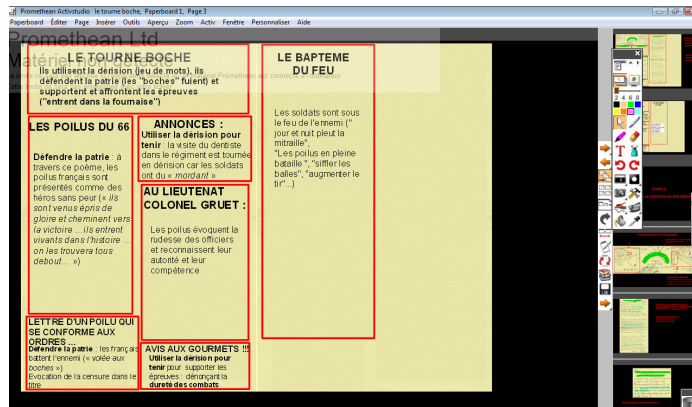 Promethean Activstudio le tourne boche, Paperboard 1, Page 3
Paperboard Éditer Page Insérer Outils Aperçu Zoom Activ Fenêtre Personnaliser Aide
Promethean Ltd
Matériel non détecté
LE TOURNE BOCHE
Ils utilisent la dérision (jeu de mots), ils
défendent la patrie (les "boches" fuient) et
supportent et affrontent les épreuves
("entrent dans la fournaise")
LES POILUS DU 66
Défendre la patrie : à
travers ce poème, les
poilus français sont
présentés comme des
héros sans peur (« ils
sont venus épris de
gloire et cheminent vers
la victoire ...ils entrent
vivants dans l'histoire ...
on les trouvera tous
debout... »)
ANNONCES :
Utiliser la dérision pour
tenir : la visite du dentiste
dans le régiment est tournée
en dérision car les soldats
ont du « mordant »
AU LIEUTENAT
COLONEL GRUET :
Les poilus évoquent la
rudesse des officiers
et reconnaissent leur
autorité et leur
compétence
LETTRE D'UN POILU QUI
SE CONFORME AUX
ORDRES ...
Défendre la patrie : les français
battent l'ennemi (« volée aux
boches »)
Evocation de la censure dans le
titre
AVIS AUX GOURMETS !!!
Utiliser la dérision pour
tenir pour supporter les
épreuves : dénonçant la
dureté des combats
LE BAPTEME
DU FEU
Les soldats sont sous
le feu de l'ennemi ("
jour et nuit pleut la
mitraille",
"Les poilus en pleine
bataille ", "siffler les
balles", "augmenter le
tir"...)
2 4 6 8